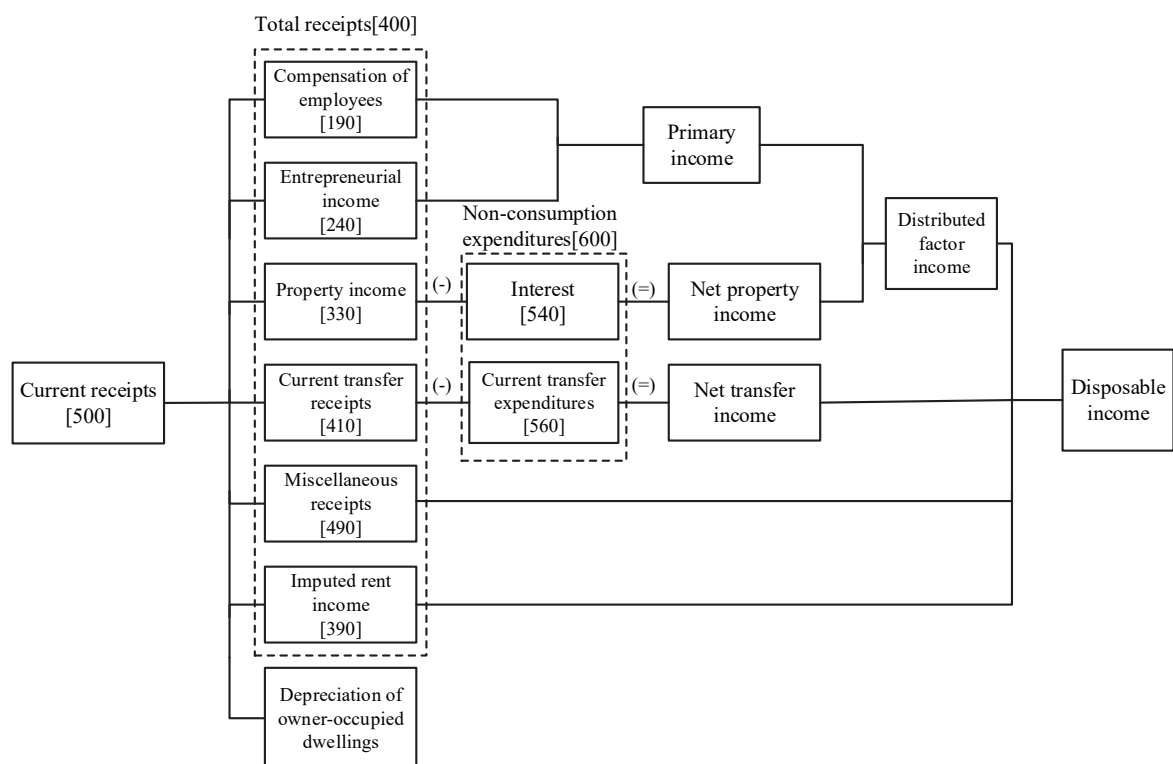 Total receipts[400]
Compensation of
employees
[190]
Primary
income
Entrepreneurial
income
[240]
Non-consumption
expenditures[600]
Distributed
factor
income
Property income
[330]
(-)
Interest
[540]
(=)
Net property
income
Current receipts
[500]
Current transfer
receipts
[410]
(-)
Current transfer
expenditures
[560]
(=)
Net transfer
income
Disposable
income
Miscellaneous
receipts
[490]
Imputed rent
income
[390]
Depreciation of
owner-occupied
dwellings